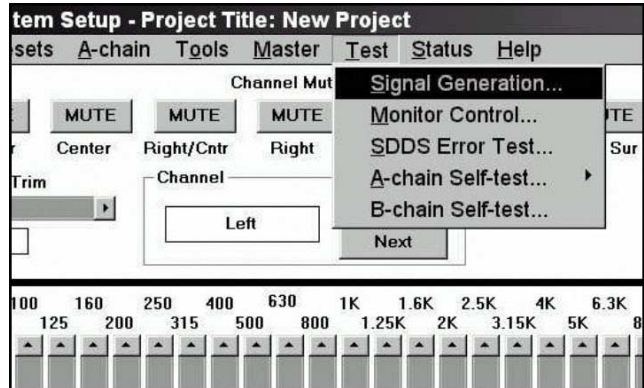 tem Setup - Project Title: New Project
sets A-chain Tools Master Test Status Help
Channel Mut
Signal Generation...
MUTE MUTE MUTE Monitor Control... TE
Center Right/Cntr Right SDDS Error Test... Sur
Trim Channel A-chain Self-test...
Left B-chain Self-test...
Next
100 160 250 400 630 1K 1.6K 2.5K 4K 6.3K
125 200 315 500 800 1.25K 2K 3.15K 5K 8